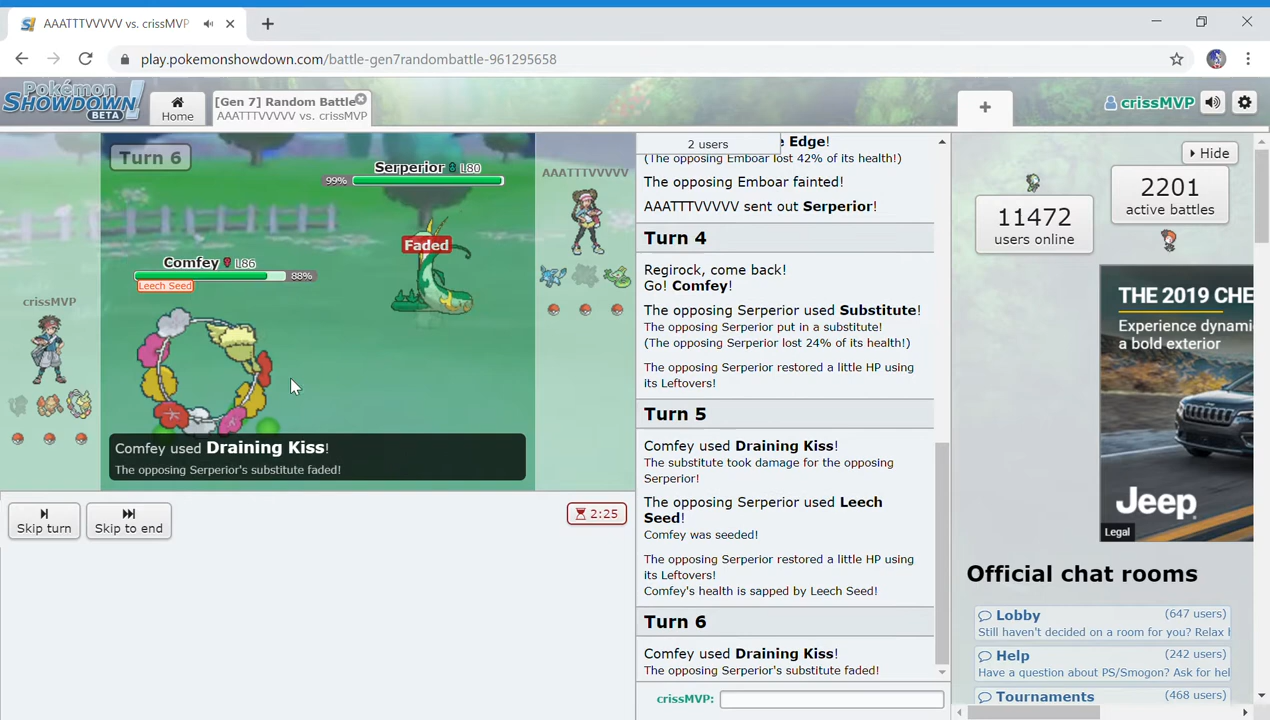 AAATTTVVVVV vs. crissMVP
play.pokemonshowdown.com/battle-gen7randombattle-961295658
Pokémon
SHOWDOWN!
BETA
Home
[Gen 7] Random Battle
AAATTTVVVVV vs. crissMVP
crissMVP
Turn 6
Serperior L80
99%
Faded
Comfey L86
88%
Leech Seed
crissMVP
AAATTTVVVVV
Comfey used Draining Kiss!
The opposing Serperior's substitute faded!
Skip turn
Skip to end
2:25
2 users
Edge!
(The opposing Emboar lost 42% of its health!)
The opposing Emboar fainted!
AAATTTVVVVV sent out Serperior!
Turn 4
Regirock, come back!
Go! Comfey!
The opposing Serperior used Substitute!
The opposing Serperior put in a substitute!
(The opposing Serperior lost 24% of its health!)
The opposing Serperior restored a little HP using
its Leftovers!
Turn 5
Comfey used Draining Kiss!
The substitute took damage for the opposing
Serperior!
The opposing Serperior used Leech
Seed!
Comfey was seeded!
The opposing Serperior restored a little HP using
its Leftovers!
Comfey's health is sapped by Leech Seed!
Turn 6
Comfey used Draining Kiss!
The opposing Serperior's substitute faded!
crissMVP:
Hide
11472
users online
2201
active battles
THE 2019 CHE
Experience dynami
a bold exterior
Jeep
Legal
Official chat rooms
Lobby (647 users)
Still haven't decided on a room for you? Relax
Help (242 users)
Have a question about PS/Smogon? Ask for hel
Tournaments (468 users)